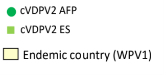 cVDPV2 AFP
cVDPV2 ES
Endemic country (WPV1)